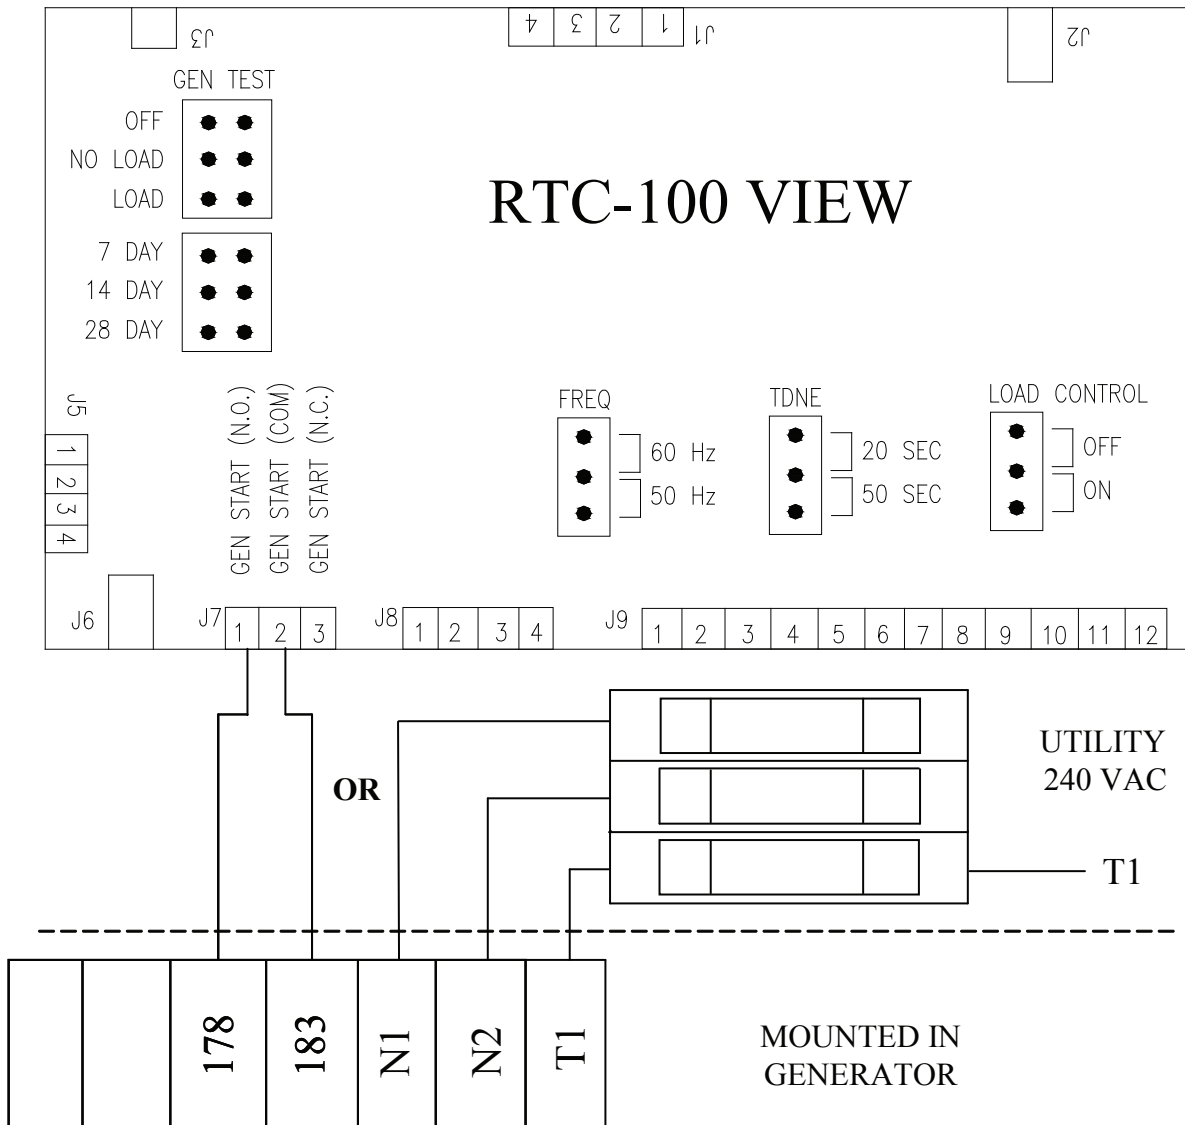 J3
4 3 2 1 J1
J2
GEN TEST
OFF
NO LOAD
LOAD
RTC-100 VIEW
7 DAY
14 DAY
28 DAY
J5
1
2
3
4
GEN START (N.O.)
GEN START (COM)
GEN START (N.C.)
FREQ
60 Hz
50 Hz
TDNE
20 SEC
50 SEC
LOAD CONTROL
OFF
ON
J6
J7 1 2 3
J8 1 2 3 4
J9 1 2 3 4 5 6 7 8 9 10 11 12
OR
UTILITY
240 VAC
T1
178 183 N1 N2 T1
MOUNTED IN
GENERATOR